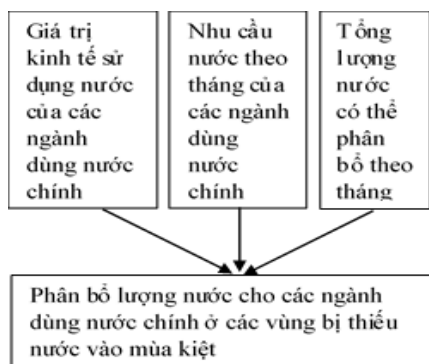 Giá trị
kinh tế sử
dụng nước
của các
ngành
dùng nước
chính
Nhu cầu
nước theo
tháng của
các ngành
dùng
nước
chính
Tổng
lượng
nước
có thể
phân
bổ theo
tháng
Phân bổ lượng nước cho các ngành
dùng nước chính ở các vùng bị thiếu
nước vào mùa kiệt